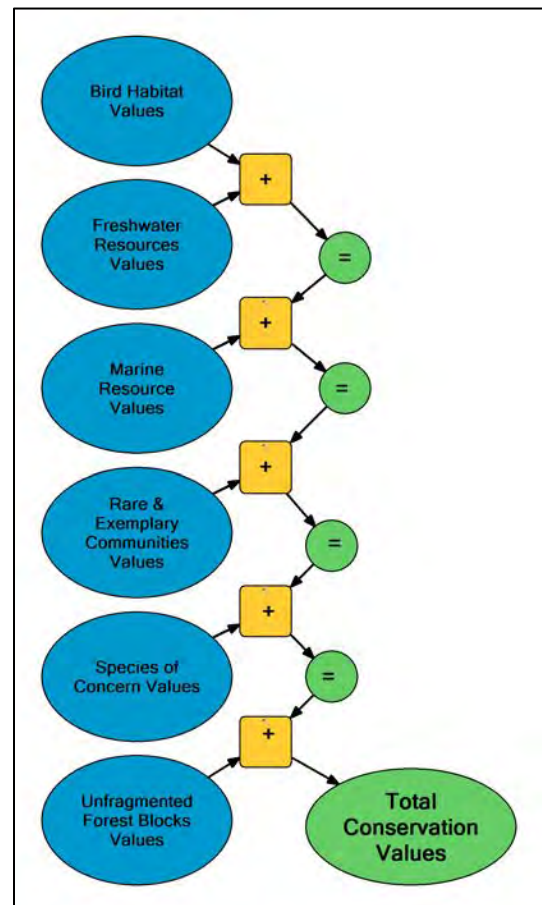 Bird Habitat
Values
+
Freshwater
Resources
Values
=
+
Marine
Resource
Values
=
+
Rare &
Exemplary
Communities
Values
=
+
Species of
Concern Values
=
+
Unfragmented
Forest Blocks
Values
Total
Conservation
Values